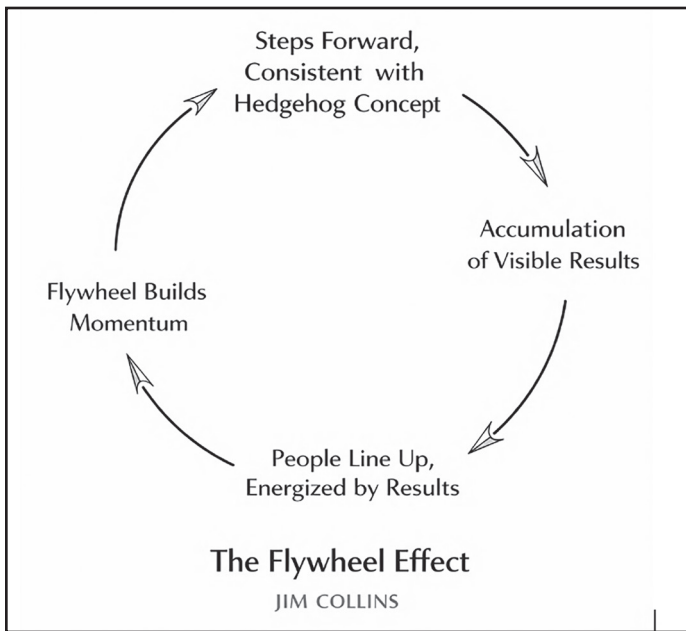 Steps Forward,
Consistent with
Hedgehog Concept
Accumulation
of Visible Results
People Line Up,
Energized by Results
Flywheel Builds
Momentum
The Flywheel Effect
JIM COLLINS